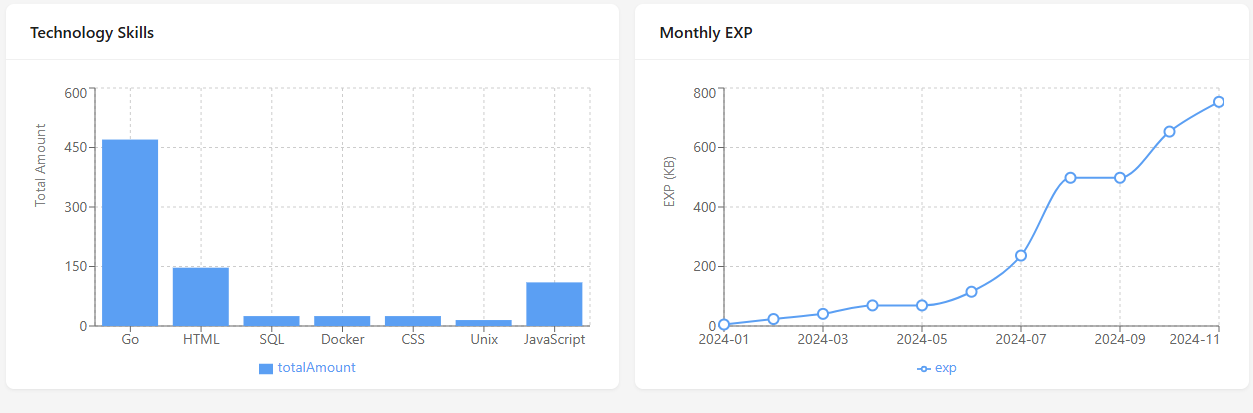 Technology Skills
Total Amount
600
450
300
150
0
Go HTML SQL Docker CSS Unix JavaScript
totalAmount
Monthly EXP
EXP (KB)
800
600
400
200
0
2024-01 2024-03 2024-05 2024-07 2024-09 2024-11
exp